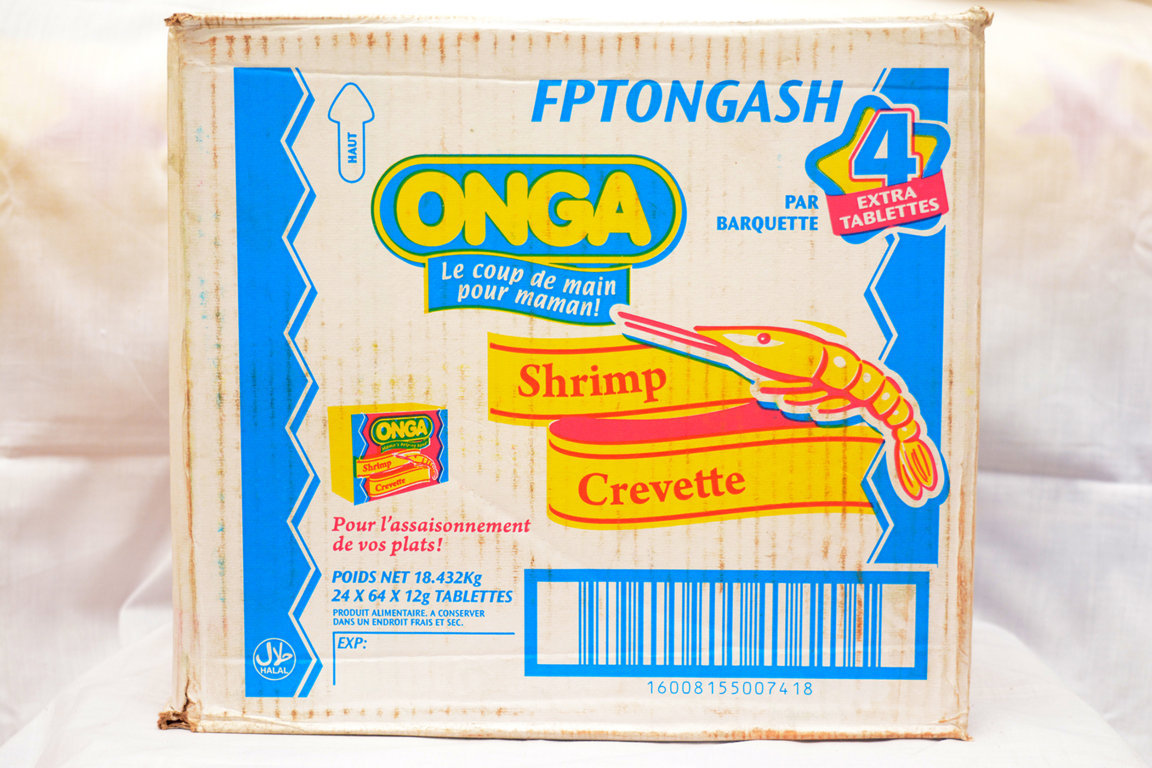 FPTONGASH
HAUT
4
EXTRA
TABLETTES
PAR
BARQUETTE
ONGA
Le coup de main
pour maman!
Shrimp
Crevette
ONGA
Shrimp
Crevette
Pour l'assaisonnement
de vos plats!
POIDS NET 18.432Kg
24 X 64 X 12g TABLETTES
PRODUIT ALIMENTAIRE. A CONSERVER
DANS UN ENDROIT FRAIS ET SEC.
EXP:
حلال
HALAL
16008155007418